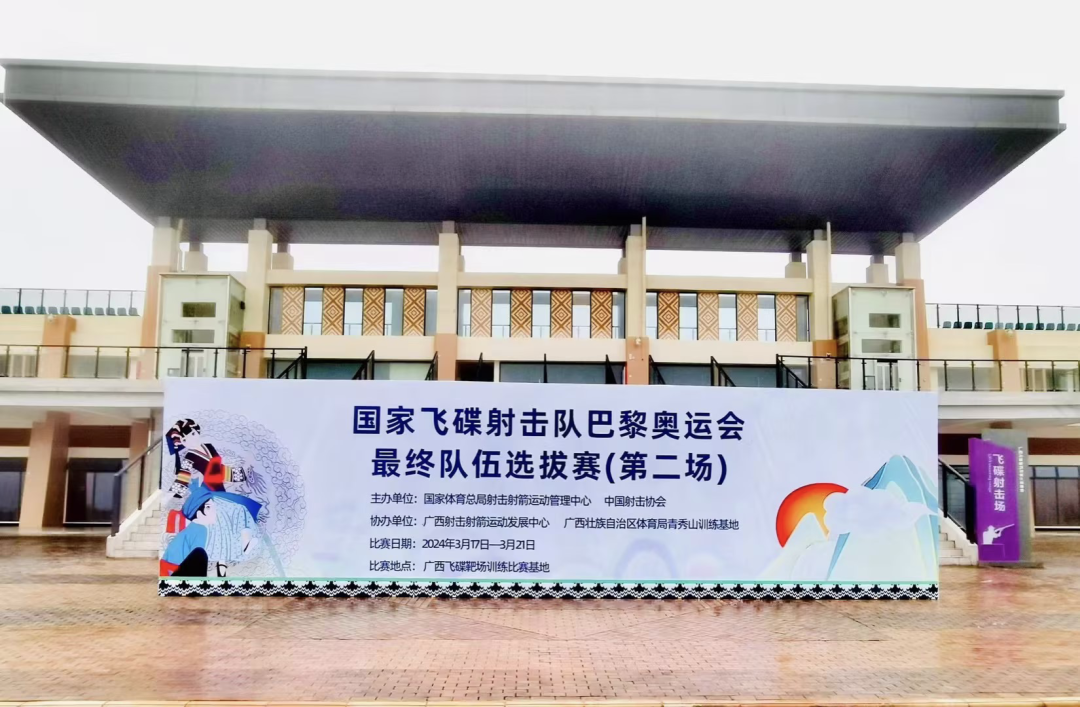 国家飞碟射击队巴黎奥运会
最终队伍选拔赛(第二场)
主办单位：国家体育总局射击射箭运动管理中心 中国射击协会
协办单位：广西射击射箭运动发展中心 广西壮族自治区体育局青秀山训练基地
比赛日期：2024年3月17日—3月21日
比赛地点：广西飞碟靶场训练比赛基地
飞碟射击场